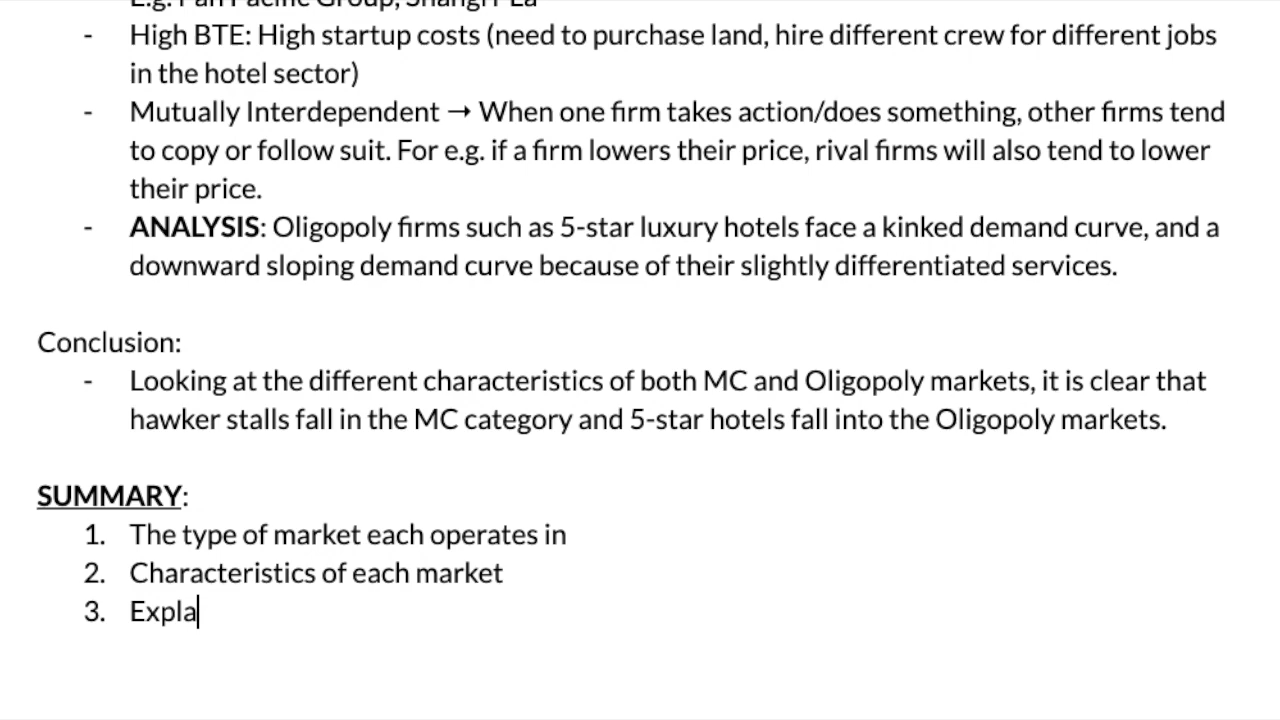 E.g. Pan Pacific Group, Shangri-La
- High BTE: High startup costs (need to purchase land, hire different crew for different jobs
in the hotel sector)
- Mutually Interdependent → When one firm takes action/does something, other firms tend
to copy or follow suit. For e.g. if a firm lowers their price, rival firms will also tend to lower
their price.
- ANALYSIS: Oligopoly firms such as 5-star luxury hotels face a kinked demand curve, and a
downward sloping demand curve because of their slightly differentiated services.
Conclusion:
- Looking at the different characteristics of both MC and Oligopoly markets, it is clear that
hawker stalls fall in the MC category and 5-star hotels fall into the Oligopoly markets.
SUMMARY:
1. The type of market each operates in
2. Characteristics of each market
3. Expla